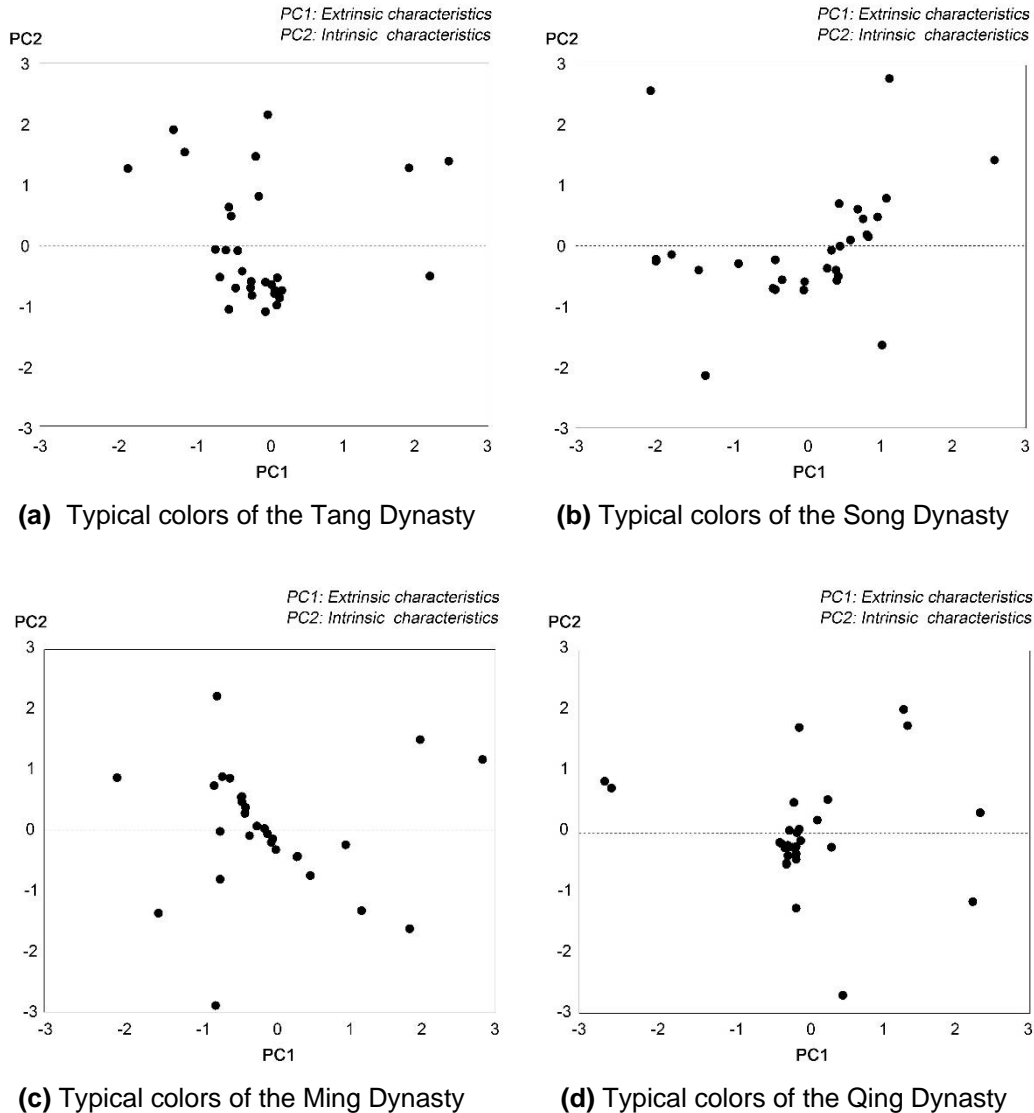 PC1: Extrinsic characteristics
PC2: Intrinsic characteristics
PC2
3
2
1
0
-1
-2
-3
-3 -2 -1 0 1 2 3
PC1
(a) Typical colors of the Tang Dynasty
PC1: Extrinsic characteristics
PC2: Intrinsic characteristics
PC2
3
2
1
0
-1
-2
-3
-3 -2 -1 0 1 2 3
PC1
(b) Typical colors of the Song Dynasty
PC1: Extrinsic characteristics
PC2: Intrinsic characteristics
PC2
3
2
1
0
-1
-2
-3
-3 -2 -1 0 1 2 3
PC1
(c) Typical colors of the Ming Dynasty
PC1: Extrinsic characteristics
PC2: Intrinsic characteristics
PC2
3
2
1
0
-1
-2
-3
-3 -2 -1 0 1 2 3
PC1
(d) Typical colors of the Qing Dynasty